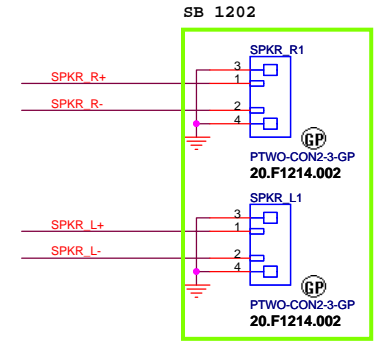 SB 1202
SPKR_R1
3
SPKR_R+
1
SPKR_R-
2
4
GP
PTWO-CON2-3-GP
20.F1214.002
SPKR_L1
3
SPKR_L+
1
SPKR_L-
2
4
GP
PTWO-CON2-3-GP
20.F1214.002